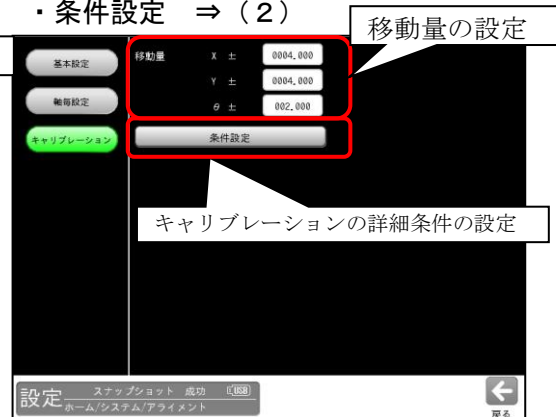 ・条件設定 ⇒（２）
移動量の設定
基本設定
移動量 X ± 0004.000
Y ± 0004.000
軸毎設定
θ ± 002.000
キャリブレーション
条件設定
キャリブレーションの詳細条件の設定
設定
スナップショット 成功 USB
ホーム/システム/アライメント
戻る